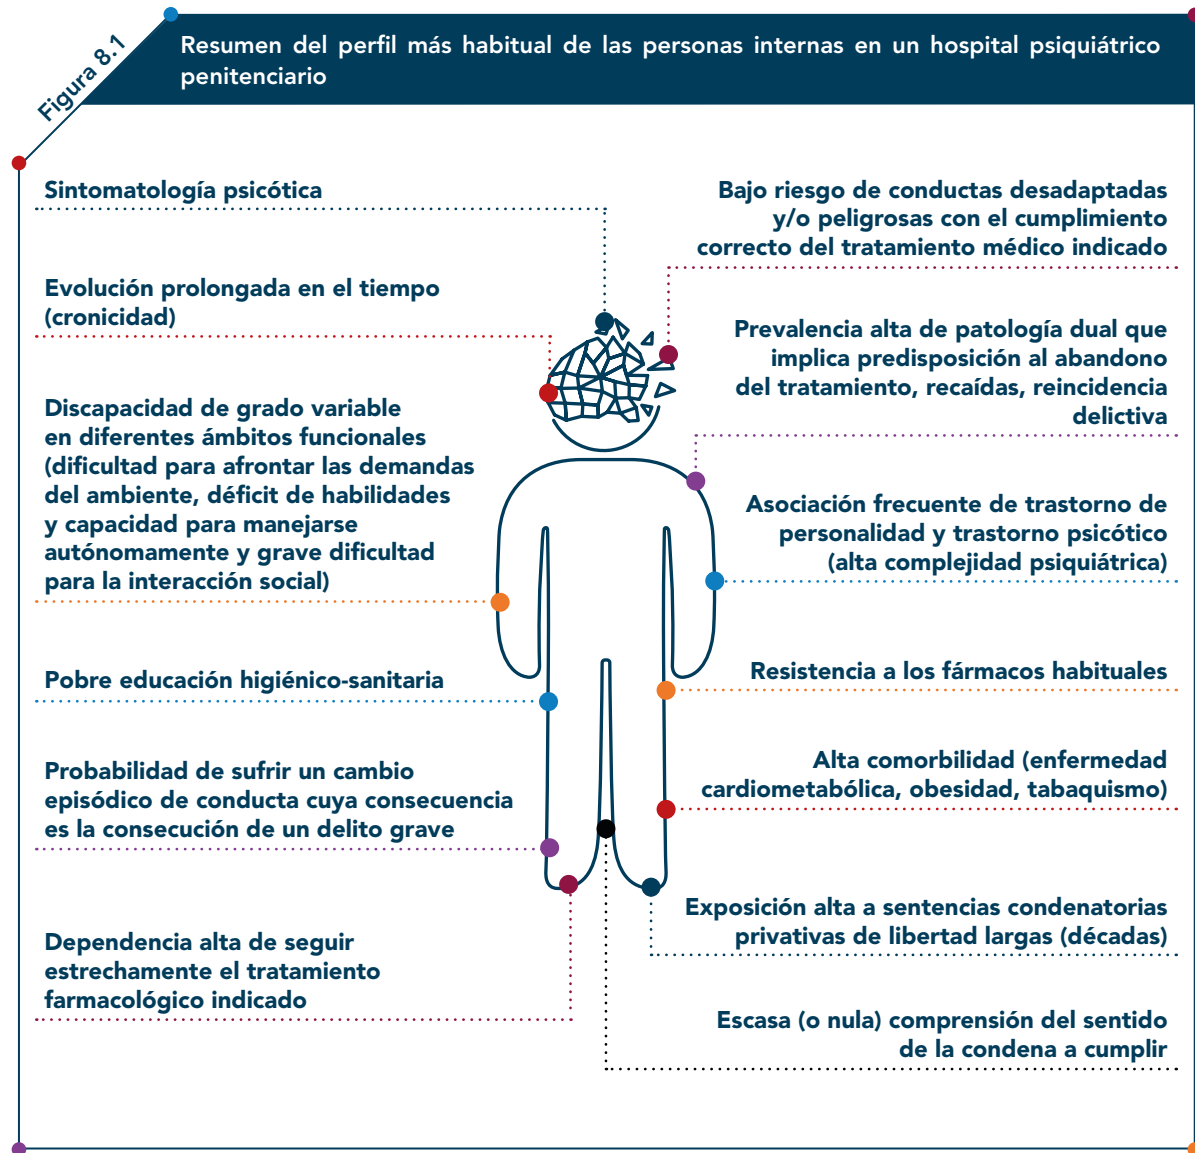 Figura 8.1
Resumen del perfil más habitual de las personas internas en un hospital psiquiátrico
penitenciario
Sintomatología psicótica
Evolución prolongada en el tiempo
(cronicidad)
Discapacidad de grado variable
en diferentes ámbitos funcionales
(dificultad para afrontar las demandas
del ambiente, déficit de habilidades
y capacidad para manejarse
autónomamente y grave dificultad
para la interacción social)
Pobre educación higiénico-sanitaria
Probabilidad de sufrir un cambio
episódico de conducta cuya consecuencia
es la consecución de un delito grave
Dependencia alta de seguir
estrechamente el tratamiento
farmacológico indicado
Bajo riesgo de conductas desadaptadas
y/o peligrosas con el cumplimiento
correcto del tratamiento médico indicado
Prevalencia alta de patología dual que
implica predisposición al abandono
del tratamiento, recaídas, reincidencia
delictiva
Asociación frecuente de trastorno de
personalidad y trastorno psicótico
(alta complejidad psiquiátrica)
Resistencia a los fármacos habituales
Alta comorbilidad (enfermedad
cardiometabólica, obesidad, tabaquismo)
Exposición alta a sentencias condenatorias
privativas de libertad largas (décadas)
Escasa (o nula) comprensión del sentido
de la condena a cumplir